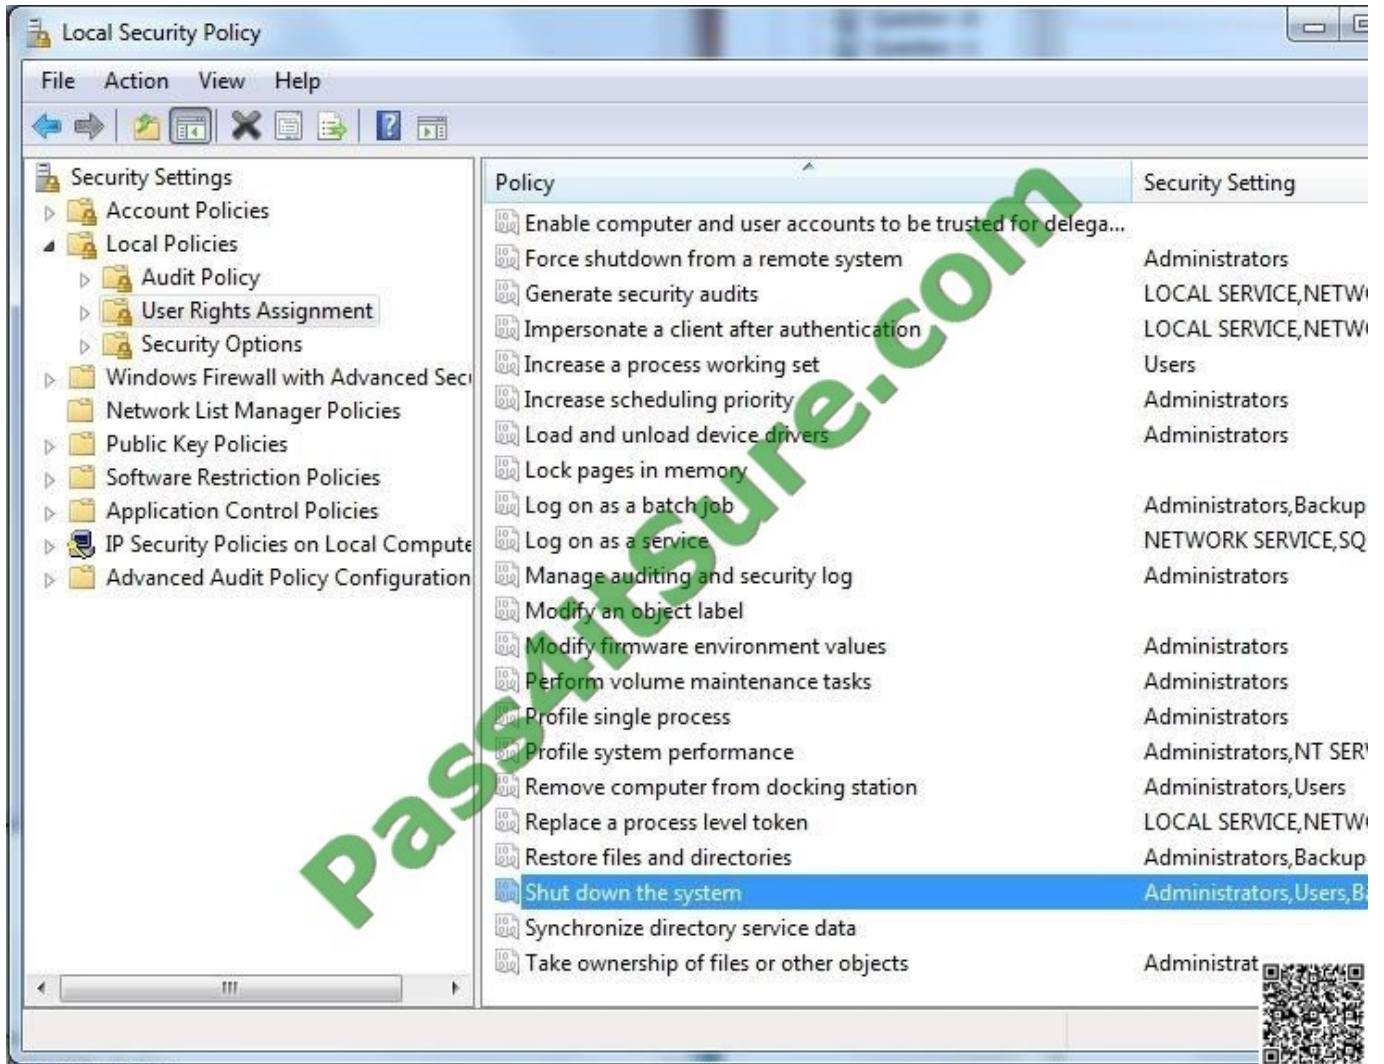 Local Security Policy
File Action View Help
Security Settings
Account Policies
Local Policies
Audit Policy
User Rights Assignment
Security Options
Windows Firewall with Advanced Secu
Network List Manager Policies
Public Key Policies
Software Restriction Policies
Application Control Policies
IP Security Policies on Local Compute
Advanced Audit Policy Configuration
Policy Security Setting
Enable computer and user accounts to be trusted for delega...
Force shutdown from a remote system Administrators
Generate security audits LOCAL SERVICE,NETW
Impersonate a client after authentication LOCAL SERVICE,NETW
Increase a process working set Users
Increase scheduling priority Administrators
Load and unload device drivers Administrators
Lock pages in memory
Log on as a batch job Administrators,Backup
Log on as a service NETWORK SERVICE,SQ
Manage auditing and security log Administrators
Modify an object label
Modify firmware environment values Administrators
Perform volume maintenance tasks Administrators
Profile single process Administrators
Profile system performance Administrators,NT SER
Remove computer from docking station Administrators,Users
Replace a process level token LOCAL SERVICE,NETW
Restore files and directories Administrators,Backup
Shut down the system Administrators,Users,Ba
Synchronize directory service data
Take ownership of files or other objects Administrat
Pass4itSure.com